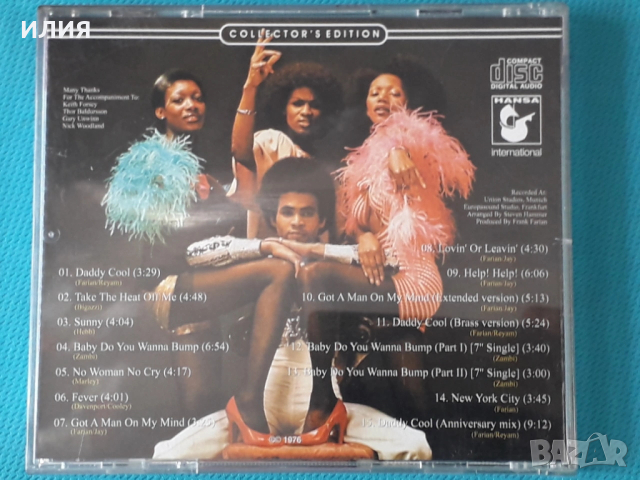 илия
COLLECTOR'S EDITION
Many Thanks
For The Accompaniment To:
Keith Forsey
Thor Baldursson
Gary Unwinn
Nick Woodland
COMPACT
disc
DIGITAL AUDIO
HANSA
international
Recorded At:
Union Studios, Munich
Europasound Studio, Frankfurt
Arranged By Stevan Hammer
Produced By Frank Farian
01. Daddy Cool (3:29)
(Farian/Reyam)
02. Take The Heat Off Me (4:48)
(Bigazzi)
03. Sunny (4:04)
(Hebb)
04. Baby Do You Wanna Bump (6:54)
(Zambi)
05. No Woman No Cry (4:17)
(Marley)
06. Fever (4:01)
(Davenport/Cooley)
07. Got A Man On My Mind
(Farian/Jay)
08. Lovin' Or Leavin' (4:30)
(Farian/Jay)
09. Help! Help! (6:06)
(Farian/Jay)
10. Got A Man On My Mind (Extended version) (5:13)
(Farian/Jay)
11. Daddy Cool (Brass version) (5:24)
(Farian/Reyam)
12. Baby Do You Wanna Bump (Part I) [7" Single] (3:40)
(Zambi)
13. Baby Do You Wanna Bump (Part II) [7" Single] (3:00)
(Zambi)
14. New York City (3:45)
(Farian)
Daddy Cool (Anniversary mix) (9:12)
(Farian/Reyam)
1976
BAZAR
bg